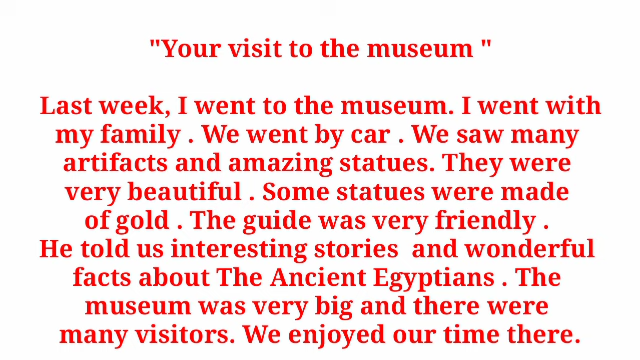 "Your visit to the museum "
Last week, I went to the museum. I went with
my family . We went by car . We saw many
artifacts and amazing statues. They were
very beautiful . Some statues were made
of gold . The guide was very friendly .
He told us interesting stories  and wonderful
facts about The Ancient Egyptians . The
museum was very big and there were
many visitors. We enjoyed our time there.